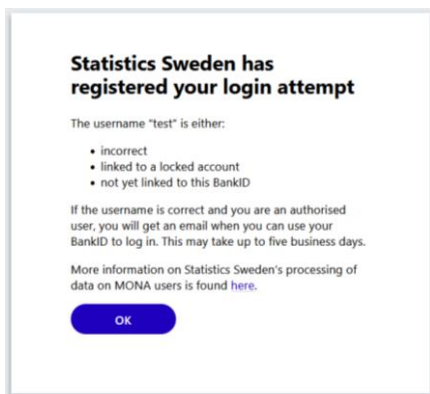 Statistics Sweden has
registered your login attempt
The username "test" is either:
• incorrect
• linked to a locked account
• not yet linked to this BankID
If the username is correct and you are an authorised
user, you will get an email when you can use your
BankID to log in. This may take up to five business days.
More information on Statistics Sweden's processing of
data on MONA users is found here.
OK